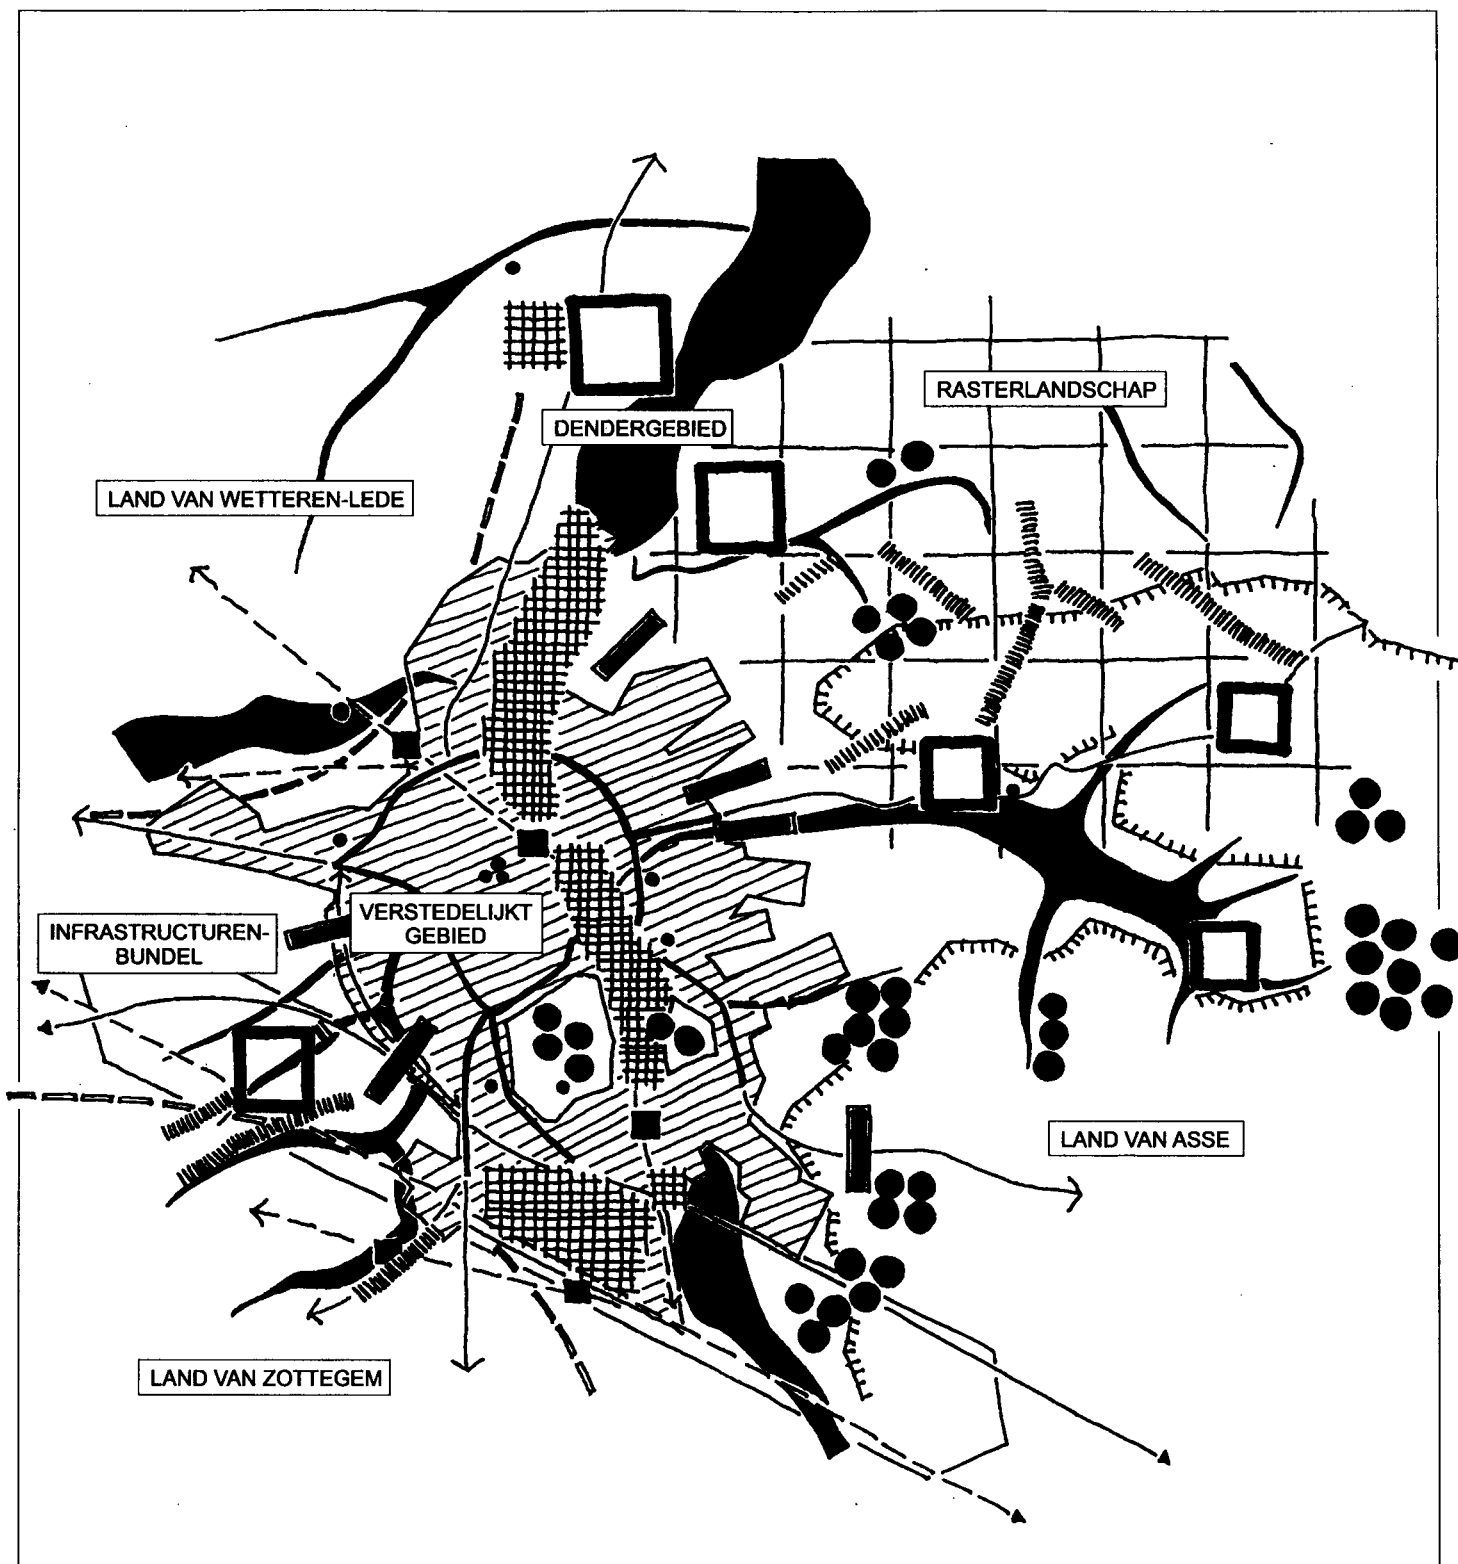 RASTERLANDSCHAP
DENDERGEBIED
LAND VAN WETTEREN-LEDE
VERSTEDELIJKT
GEBIED
INFRASTRUCTUREN-
BUNDEL
LAND VAN ASSE
LAND VAN ZOTTEGEM